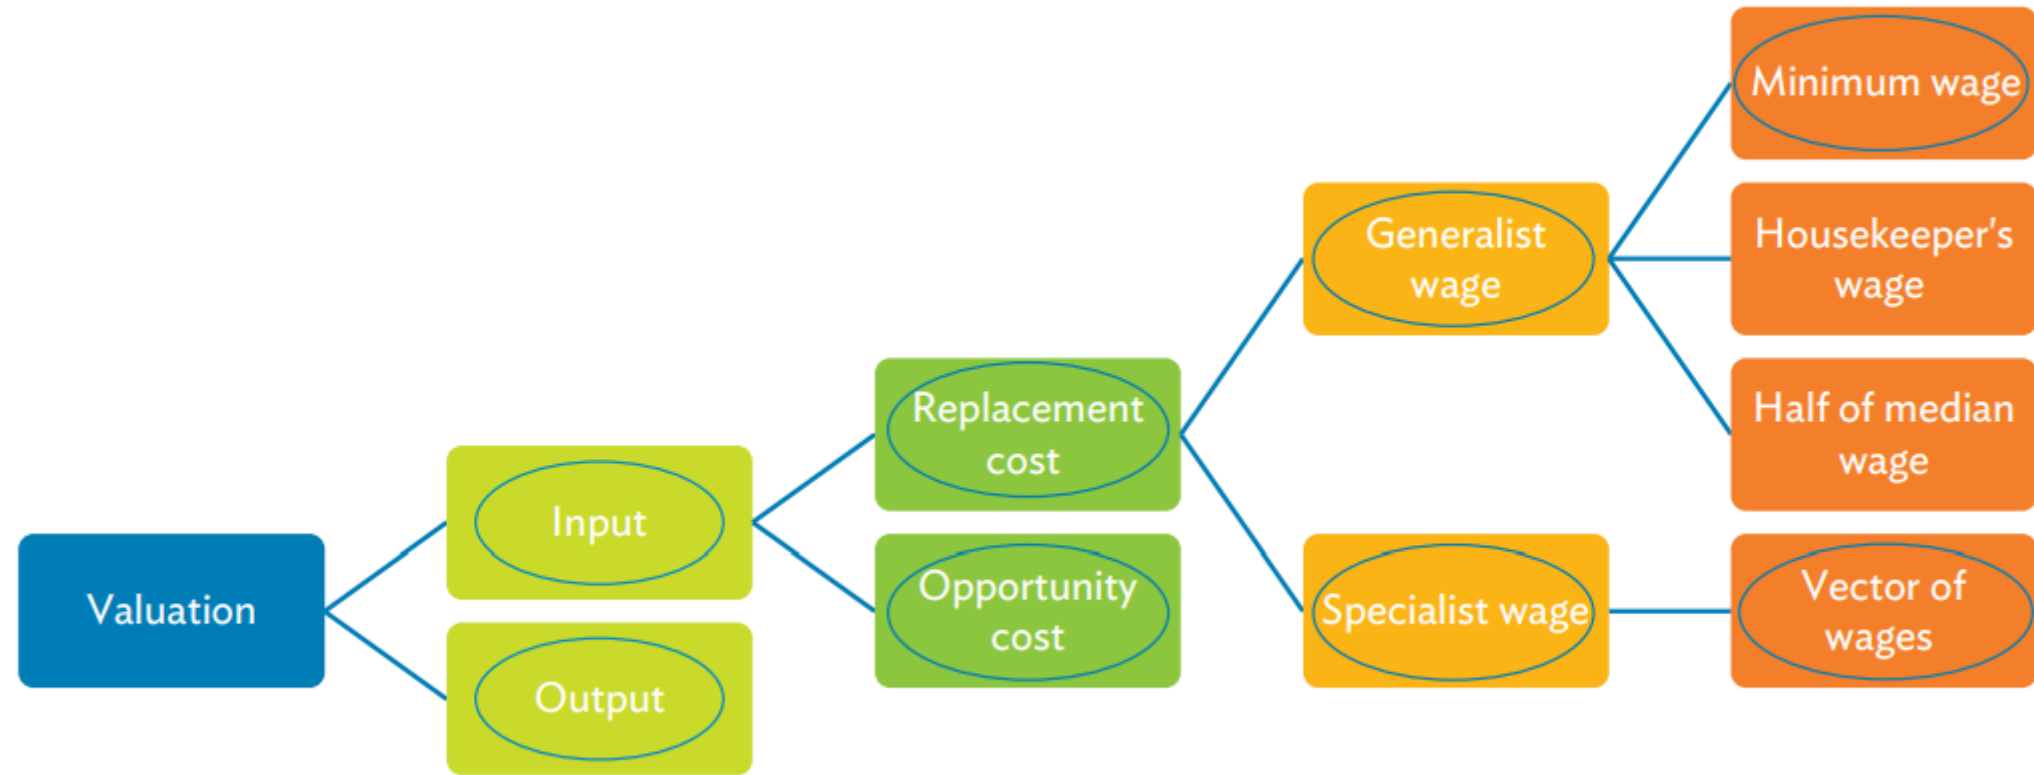 Valuation
Input
Output
Replacement
cost
Opportunity
cost
Generalist
wage
Specialist wage
Minimum wage
Housekeeper's
wage
Half of median
wage
Vector of
wages